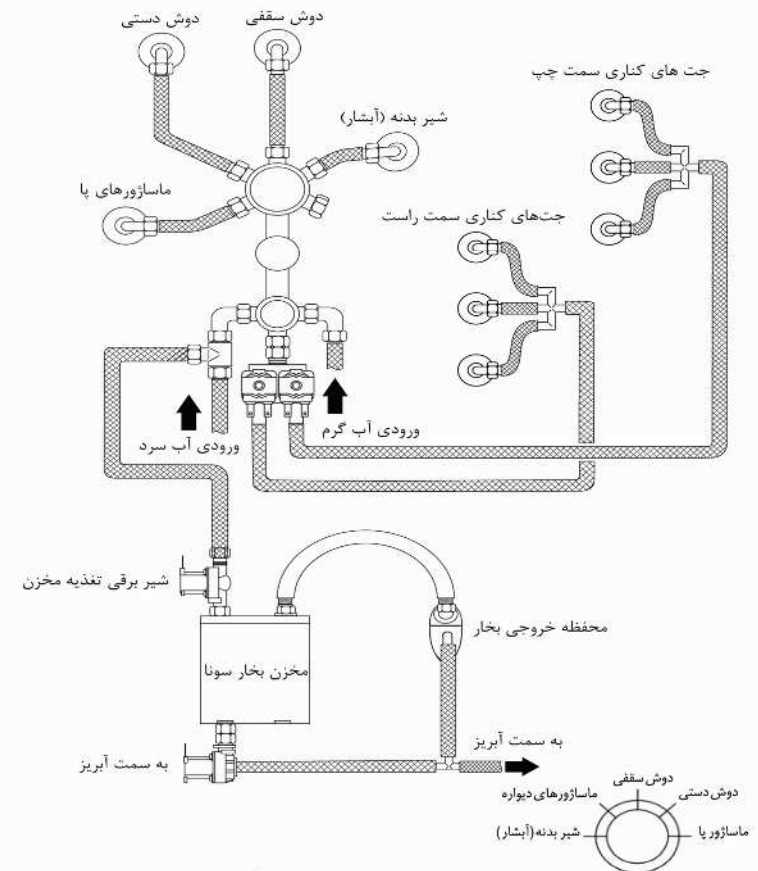 دوش سقفی
دوش دستی
جت های کناری سمت چپ
شیر بدنه (آبشار)
ماساژورهای پا
جت‌های کناری سمت راست
ورودی آب گرم
ورودی آب سرد
شیر برقی تغذیه مخزن
محفظه خروجی بخار
مخزن بخار سونا
به سمت آبریز
به سمت آبریز
دوش سقفی
دوش دستی
ماساژورهای دیواره
ماساژور پا
شیر بدنه(آبشار)